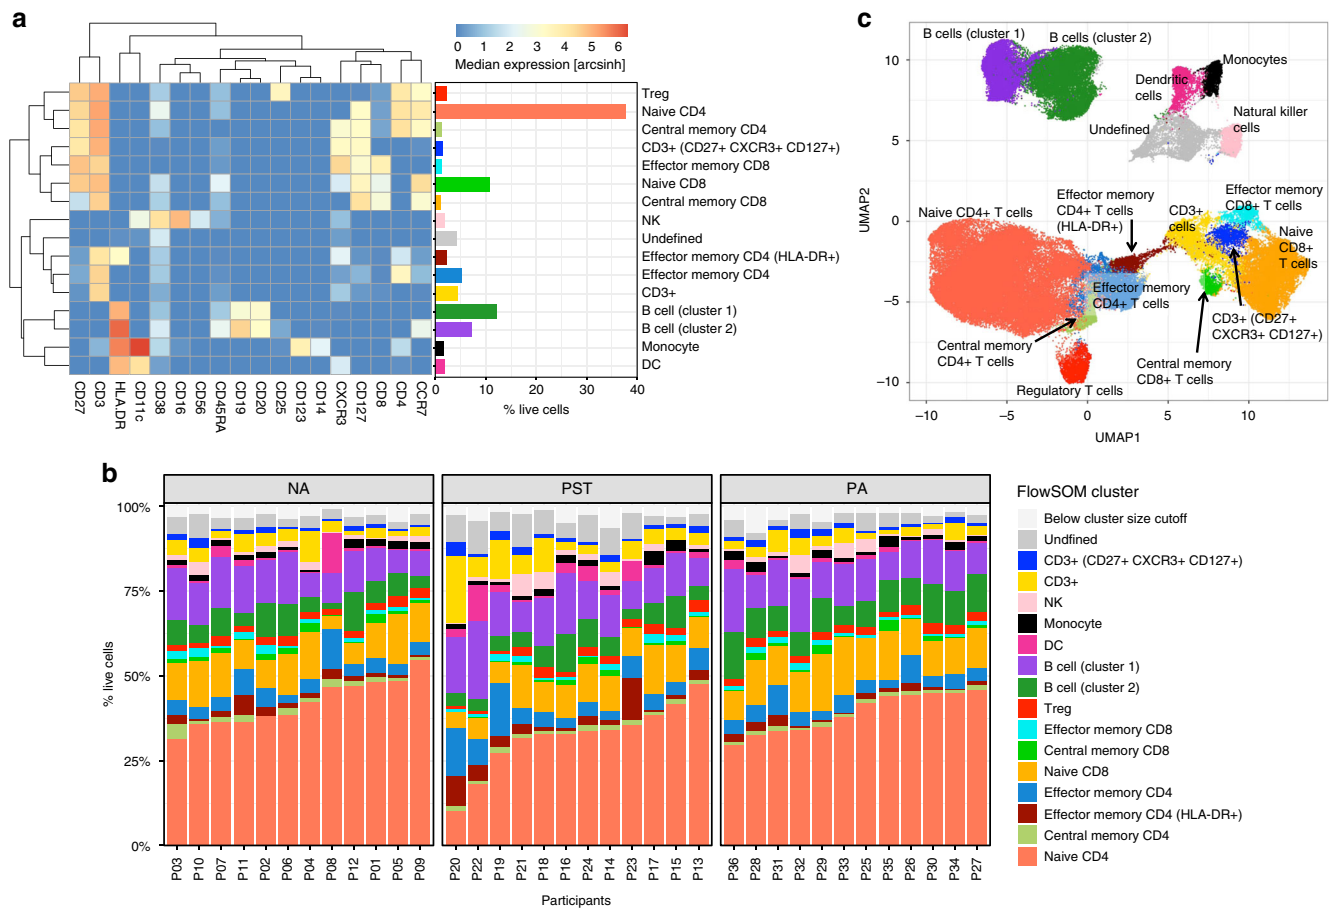 a
0 2 4 6
Median expression [arcsinh]
Treg
Naive CD4
Central memory CD4
CD3+ (CD27+ CXCR3+ CD127+)
Effector memory CD8
Naive CD8
Central memory CD8
NK
Undefined
Effector memory CD4 (HLA-DR+)
Effector memory CD4
CD3+
B cell (cluster 1)
B cell (cluster 2)
Monocyte
DC
0 10 20 30 40
% live cells
CD27 CD3 HLA.DR CD11c CD38 CD16 CD56 CD45RA CD19 CD20 CD25 CD123 CD14 CXCR3 CD127 CD8 CD4 CCR7
c
B cells (cluster 1)
B cells (cluster 2)
Monocytes
Dendritic
cells
Natural killer
cells
Undefined
Effector memory
CD4+ T cells
(HLA-DR+)
Naive CD4+ T cells
CD3+
cells
Effector memory
CD8+ T cells
Naive
CD8+
T cells
Effector memory
CD4+ T cells
CD3+ (CD27+
CXCR3+ CD127+)
Central memory
CD4+ T cells
Central memory
CD8+ T cells
Regulatory T cells
10
5
0
−5
−10
UMAP2
−10 −5 0 5 10
UMAP1
b
NA PST PA
100%
75%
50%
25%
0%
% live cells
P03 P10 P07 P11 P02 P06 P04 P08 P12 P01 P05 P09
P20 P22 P19 P21 P18 P16 P24 P14 P23 P17 P15 P13
P36 P28 P31 P32 P29 P33 P25 P35 P26 P30 P34 P27
Participants
FlowSOM cluster
Below cluster size cutoff
Undfined
CD3+ (CD27+ CXCR3+ CD127+)
CD3+
NK
Monocyte
DC
B cell (cluster 1)
B cell (cluster 2)
Treg
Effector memory CD8
Central memory CD8
Naive CD8
Effector memory CD4
Effector memory CD4 (HLA-DR+)
Central memory CD4
Naive CD4